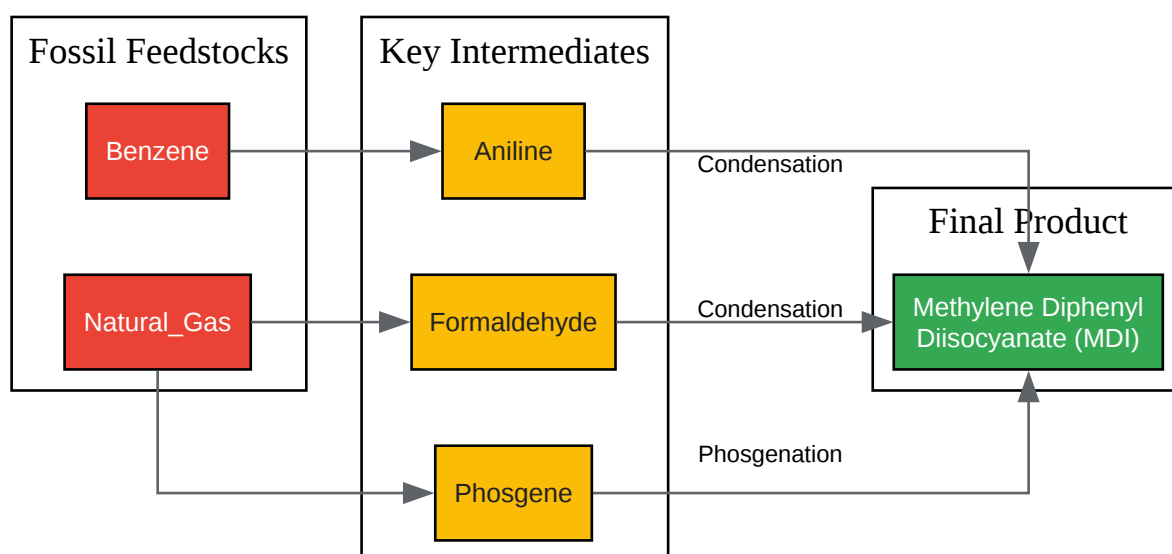 Fossil Feedstocks
Key Intermediates
Benzene
Aniline
Condensation
Final Product
Natural_Gas
Formaldehyde
Condensation
Methylene Diphenyl
Diisocyanate (MDI)
Phosgene
Phosgenation